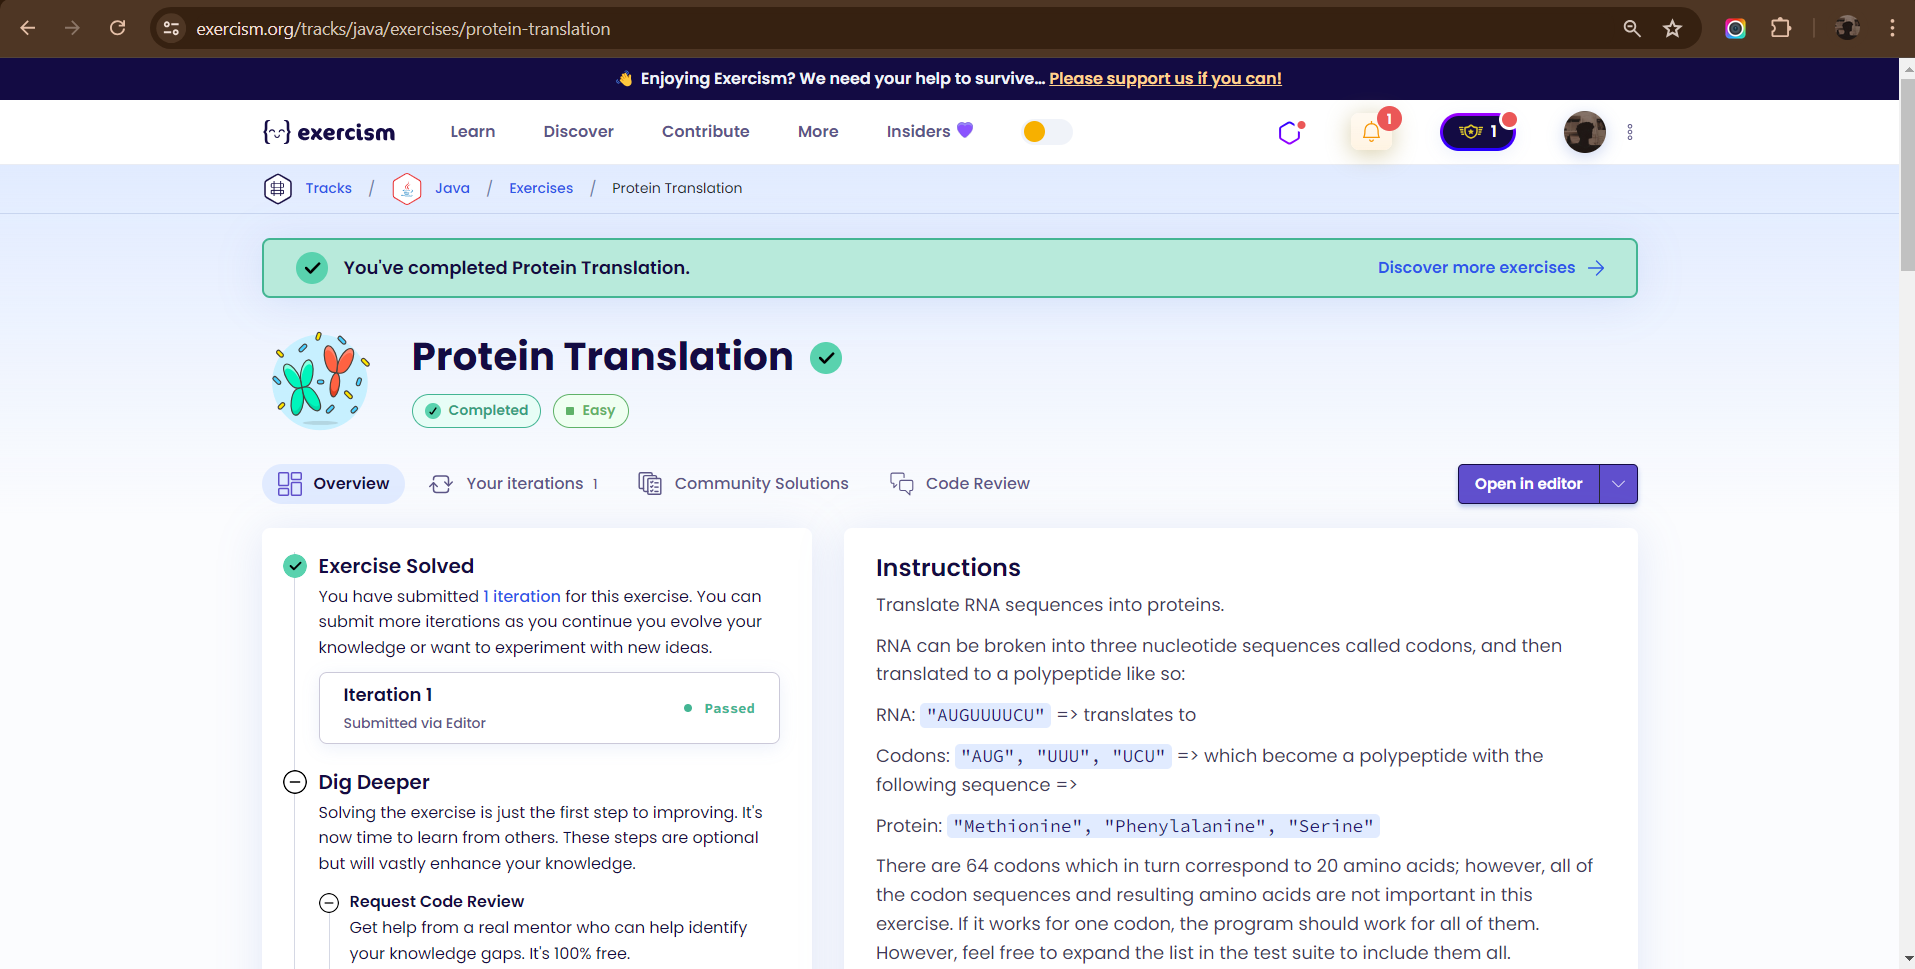 exercism.org/tracks/java/exercises/protein-translation
👋 Enjoying Exercism? We need your help to survive... Please support us if you can!
exercism Learn Discover Contribute More Insiders 💜 1 1
Tracks / Java / Exercises / Protein Translation
You've completed Protein Translation. Discover more exercises →
Protein Translation
Completed Easy
Overview Your iterations 1 Community Solutions Code Review Open in editor
Exercise Solved
You have submitted 1 iteration for this exercise. You can
submit more iterations as you continue you evolve your
knowledge or want to experiment with new ideas.
Iteration 1
Submitted via Editor
Passed
Dig Deeper
Solving the exercise is just the first step to improving. It's
now time to learn from others. These steps are optional
but will vastly enhance your knowledge.
Request Code Review
Get help from a real mentor who can help identify
your knowledge gaps. It's 100% free.
Instructions
Translate RNA sequences into proteins.
RNA can be broken into three nucleotide sequences called codons, and then
translated to a polypeptide like so:
RNA: "AUGUUUUCU" => translates to
Codons: "AUG", "UUU", "UCU" => which become a polypeptide with the
following sequence =>
Protein: "Methionine", "Phenylalanine", "Serine"
There are 64 codons which in turn correspond to 20 amino acids; however, all of
the codon sequences and resulting amino acids are not important in this
exercise. If it works for one codon, the program should work for all of them.
However, feel free to expand the list in the test suite to include them all.